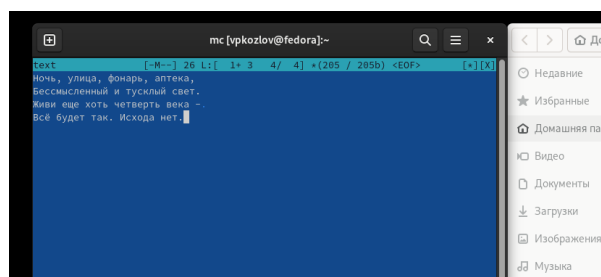 mc [vpkozlov@fedora]:~
text [-M--] 26 L:[ 1+ 3 4/ 4] *(205 / 205b) <EOF> [*][X]
Ночь, улица, фонарь, аптека,
Бессмысленный и тусклый свет.
Живи еще хоть четверть века –.
Всё будет так. Исхода нет.
Недавние
Избранные
Домашняя па
Видео
Документы
Загрузки
Изображения
Музыка